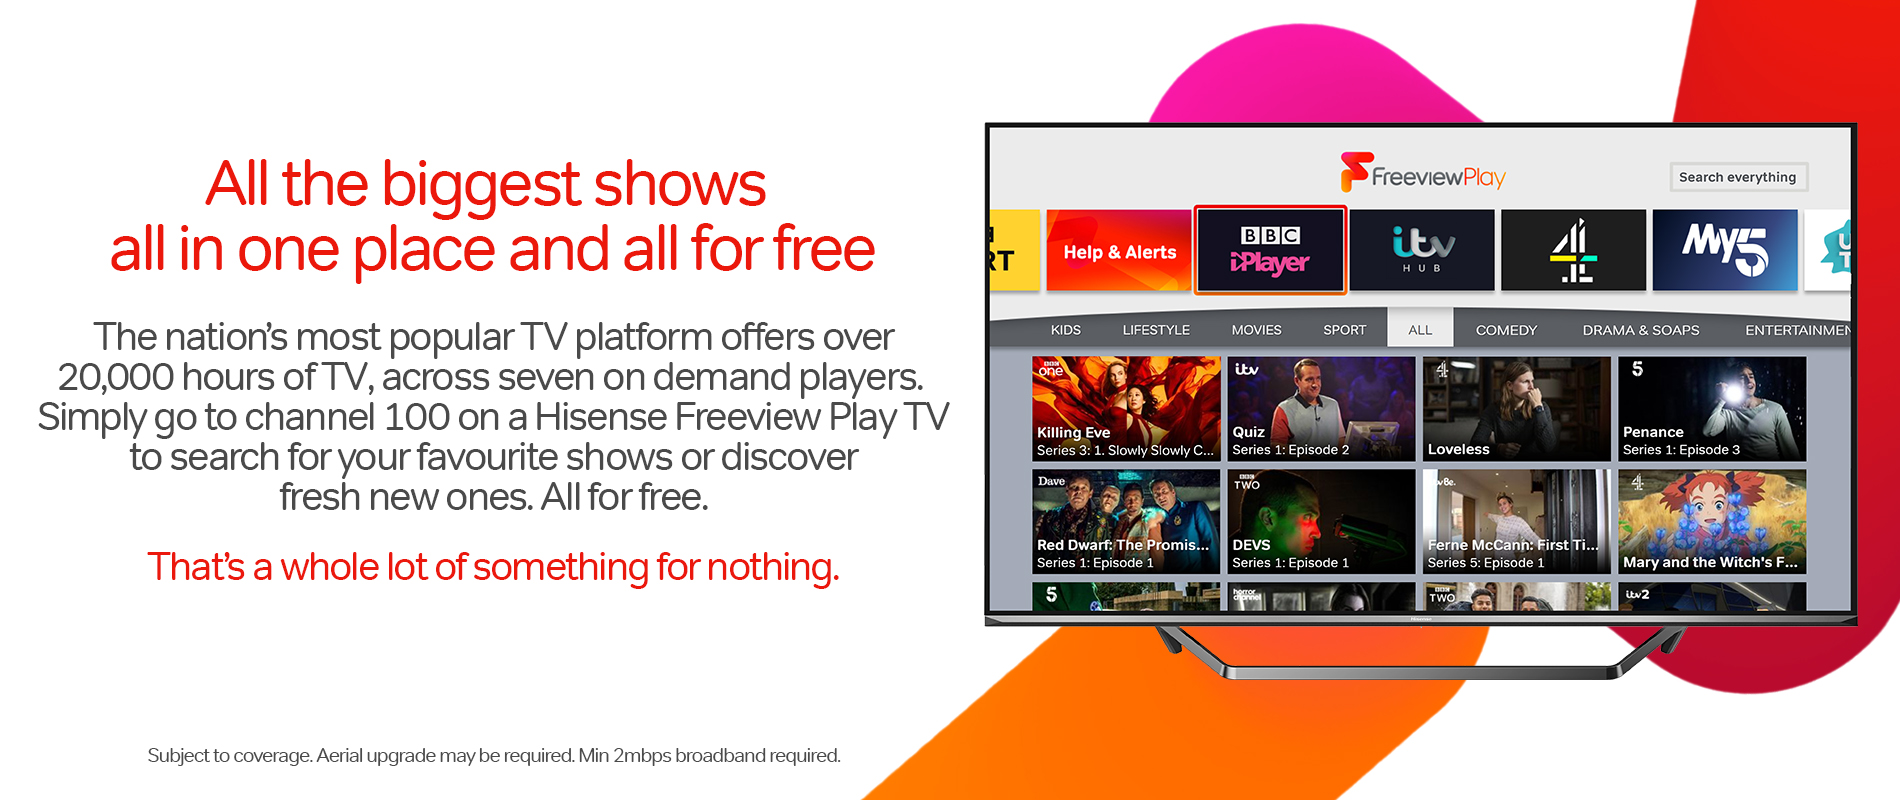 All the biggest shows
all in one place and all for free
The nation's most popular TV platform offers over
20,000 hours of TV, across seven on demand players.
Simply go to channel 100 on a Hisense Freeview Play TV
to search for your favourite shows or discover
fresh new ones. All for free.
That's a whole lot of something for nothing.
Subject to coverage. Aerial upgrade may be required. Min 2mbps broadband required.
FreeviewPlay
Search everything
RT
Help & Alerts
BBC
iPlayer
itv
HUB
4
My5
KIDS LIFESTYLE MOVIES SPORT ALL COMEDY DRAMA & SOAPS ENTERTAINMEN
BBC
one
Killing Eve
Series 3: 1. Slowly Slowly C...
itv
Quiz
Series 1: Episode 2
4
Loveless
5
Penance
Series 1: Episode 3
Dave
Red Dwarf: The Promis...
Series 1: Episode 1
BBC
TWO
DEVS
Series 1: Episode 1
vBe.
Ferne McCann: First Ti...
Series 5: Episode 1
4
Mary and the Witch's F...
5
horror
channel
BBC
TWO
itv2
Hisense